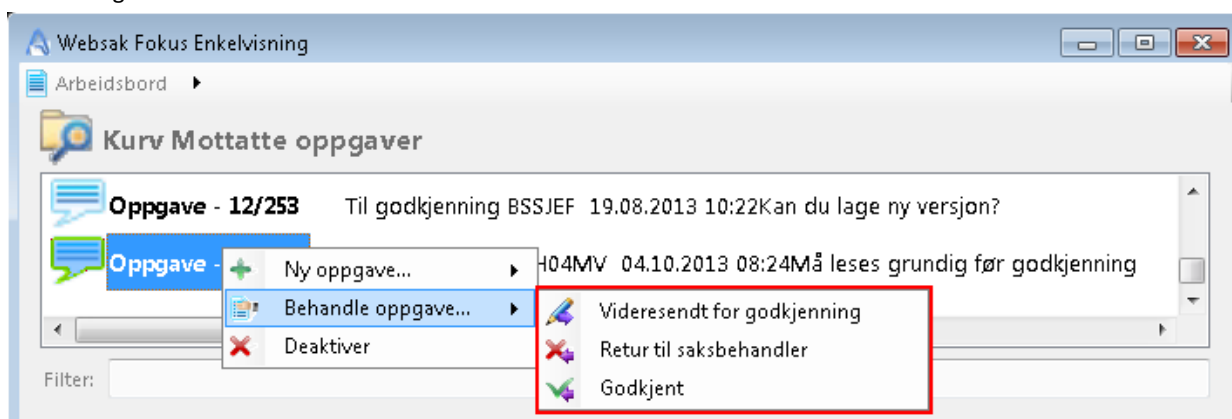 Websak Fokus Enkelvisning
Arbeidsbord
Kurv Mottatte oppgaver
Oppgave - 12/253 Til godkjenning BSSJEF 19.08.2013 10:22Kan du lage ny versjon?
Oppgave - H04MV 04.10.2013 08:24Må leses grundig før godkjenning
Ny oppgave...
Behandle oppgave...
Deaktiver
Videresendt for godkjenning
Retur til saksbehandler
Godkjent
Filter: